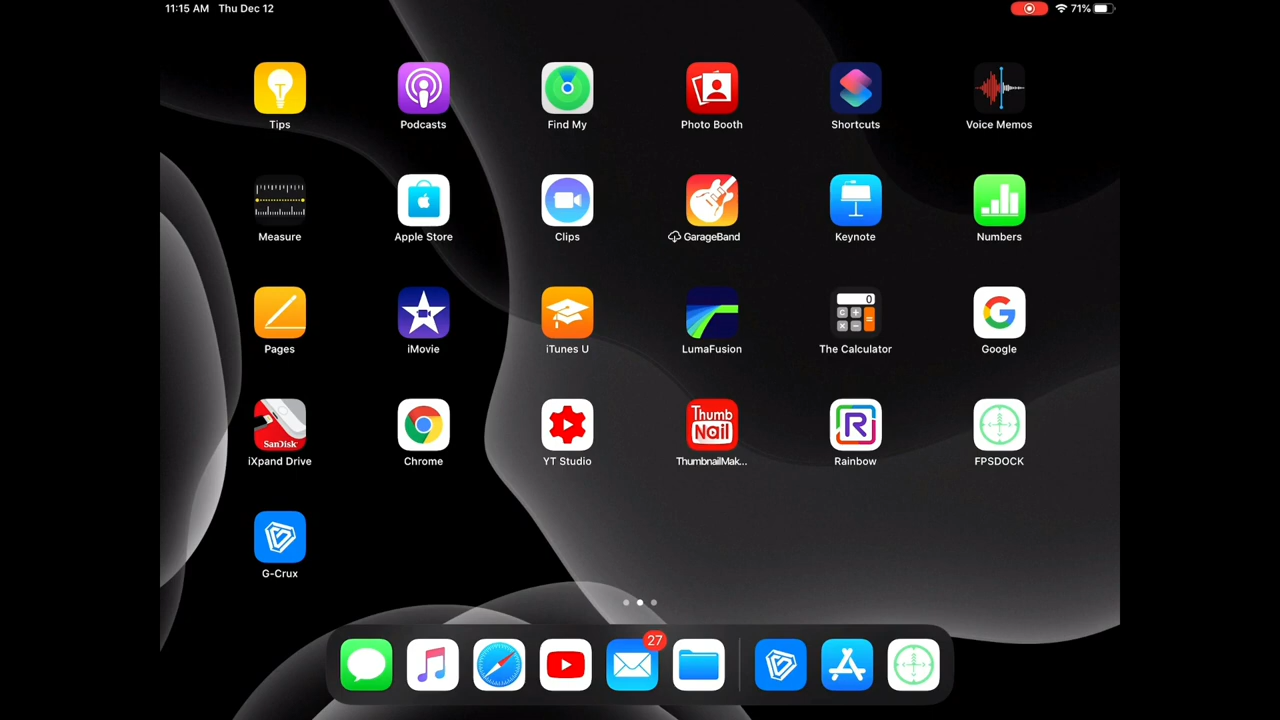 11:15 AM Thu Dec 12 71%
Tips Podcasts Find My Photo Booth Shortcuts Voice Memos
Measure Apple Store Clips GarageBand Keynote Numbers
0
C
Pages iMovie iTunes U LumaFusion The Calculator Google
SanDisk
Thumb
Nail
R
iXpand Drive Chrome YT Studio ThumbnailMak... Rainbow FPSDOCK
G-Crux
27